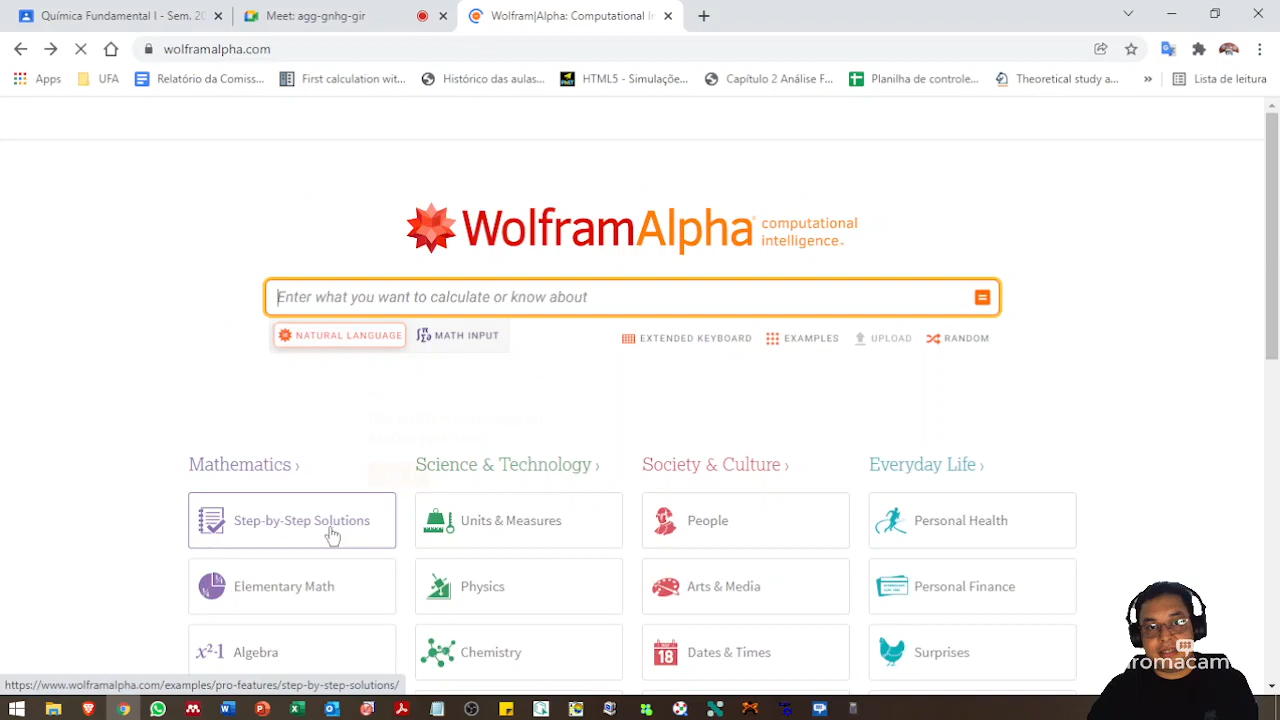 Química Fundamental I - Sem. 20
Meet: agg-gnhg-gir
Wolfram|Alpha: Computational I
wolframalpha.com
Apps
UFA
Relatório da Comiss...
First calculation wit...
Histórico das aulas...
HTML5 - Simulaçõe...
Capítulo 2 Análise F...
Planilha de controle...
Theoretical study a...
»
Lista de leitura
WolframAlpha computational
intelligence.
Enter what you want to calculate or know about
NATURAL LANGUAGE
MATH INPUT
EXTENDED KEYBOARD
EXAMPLES
UPLOAD
RANDOM
Mathematics ›
Science & Technology ›
Society & Culture ›
Everyday Life ›
Step-by-Step Solutions
Units & Measures
People
Personal Health
Elementary Math
Physics
Arts & Media
Personal Finance
x²-1 Algebra
Chemistry
18 Dates & Times
Surprises
https://www.wolframalpha.com/examples/pro-features/step-by-step-solutions/
romacam